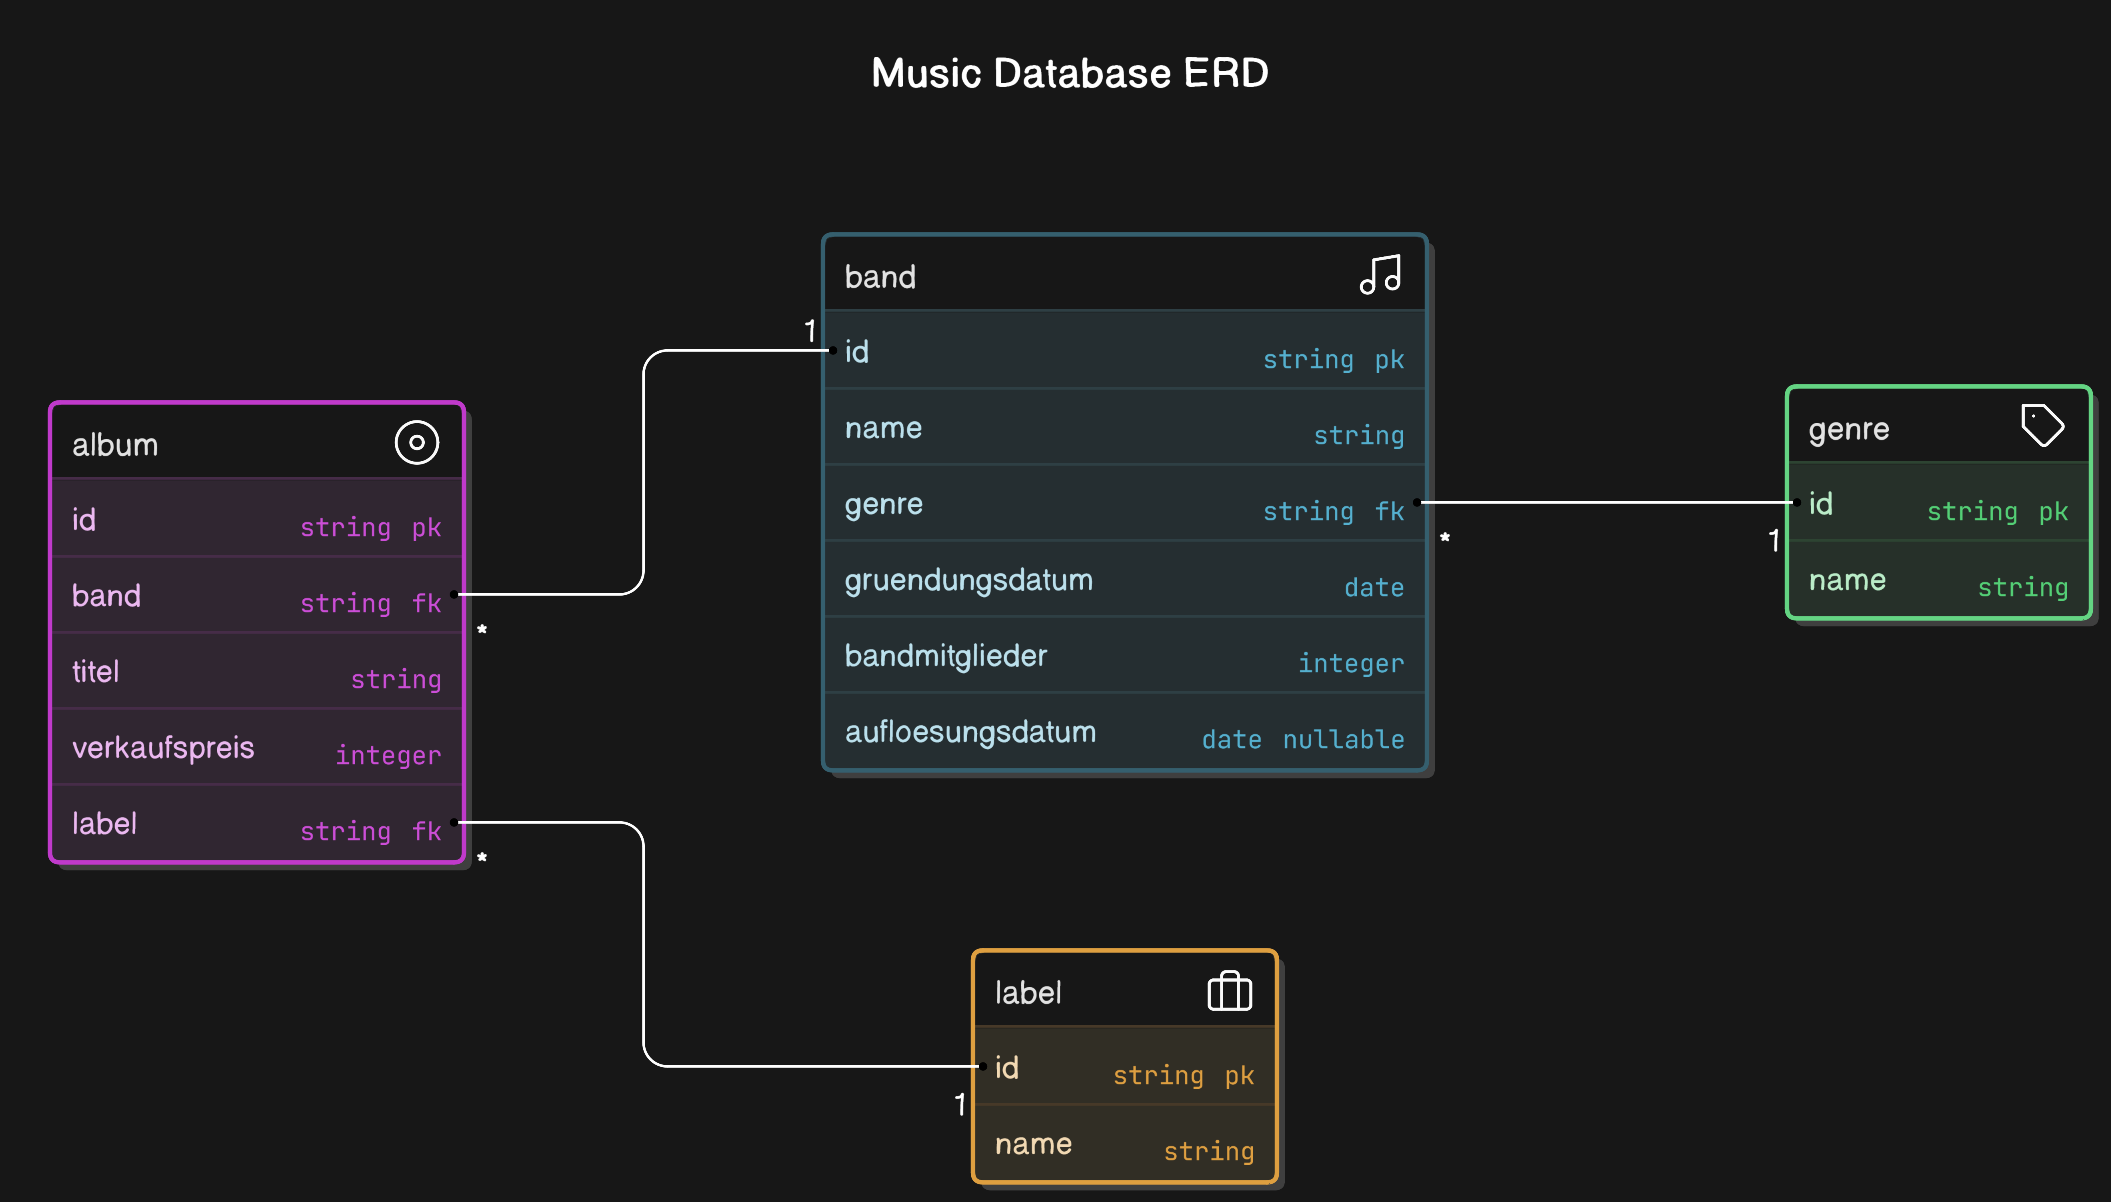 Music Database ERD
album
id string pk
band string fk
titel string
verkaufspreis integer
label string fk
*
*
1
band
id string pk
name string
genre string fk
gruendungsdatum date
bandmitglieder integer
aufloesungsdatum date nullable
*
1
genre
id string pk
name string
1
label
id string pk
name string